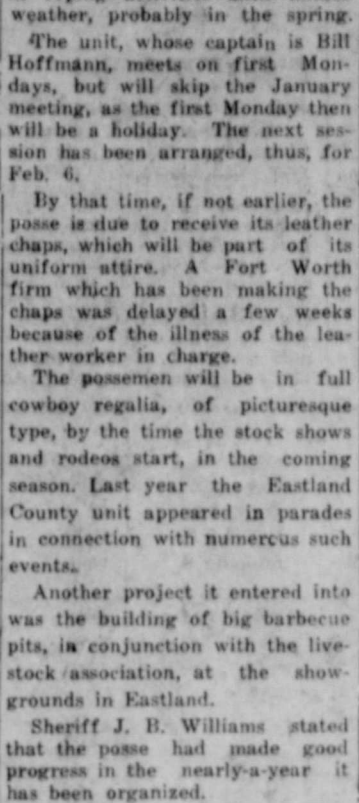 weather, probably in the spring.
The unit, whose captain is Bill
Hoffmann, meets on first Mon-
days, but will skip the January
meeting, as the first Monday then
will be a holiday. The next ses-
sion has been arranged, thus, for
Feb. 6.
By that time, if not earlier, the
posse is due to receive its leather
chaps, which will be part of its
uniform attire. A Fort Worth
firm which has been making the
chaps was delayed a few weeks
because of the illness of the lea-
ther worker in charge.
The possemen will be in full
cowboy regalia, of picturesque
type, by the time the stock shows
and rodeos start, in the coming
season. Last year the Eastland
County unit appeared in parades
in connection with numercus such
events.
Another project it entered into
was the building of big barbecue
pits, in conjunction with the live-
stock association, at the show-
grounds in Eastland.
Sheriff J. B. Williams stated
that the posse had made good
progress in the nearly-a-year it
has been organized.